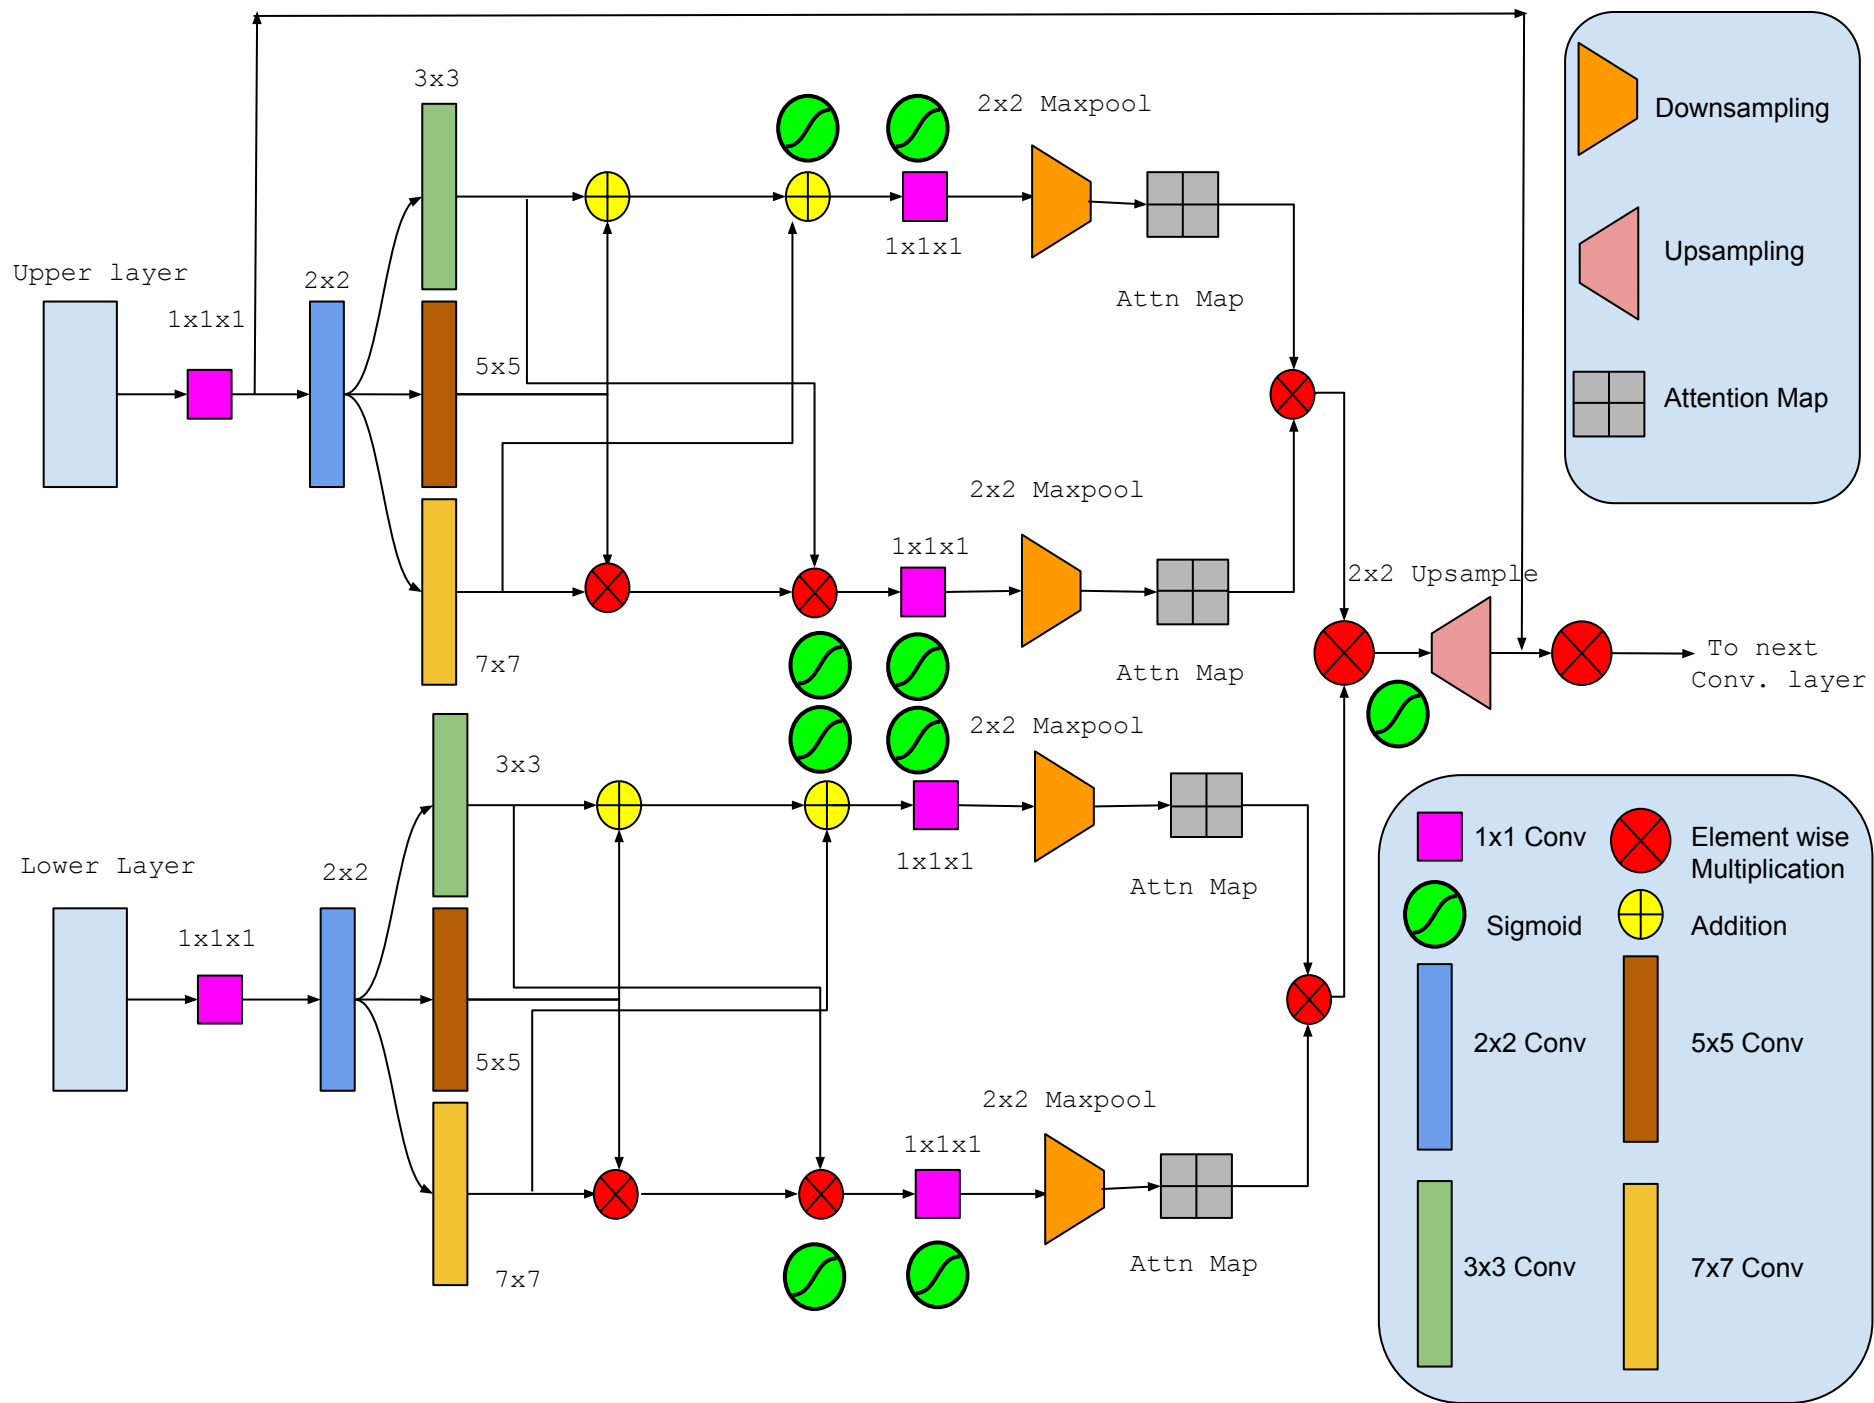 3x3
2x2 Maxpool
Downsampling
1x1x1
Upper layer
2x2
Upsampling
Attn Map
1x1x1
5x5
Attention Map
2x2 Maxpool
1x1x1
2x2 Upsample
7x7
Attn Map
To next
Conv. layer
2x2 Maxpool
3x3
1x1 Conv
Element wise
Multiplication
Lower Layer
2x2
1x1x1
Attn Map
Sigmoid
Addition
1x1x1
5x5
2x2 Conv
5x5 Conv
2x2 Maxpool
1x1x1
7x7
Attn Map
3x3 Conv
7x7 Conv